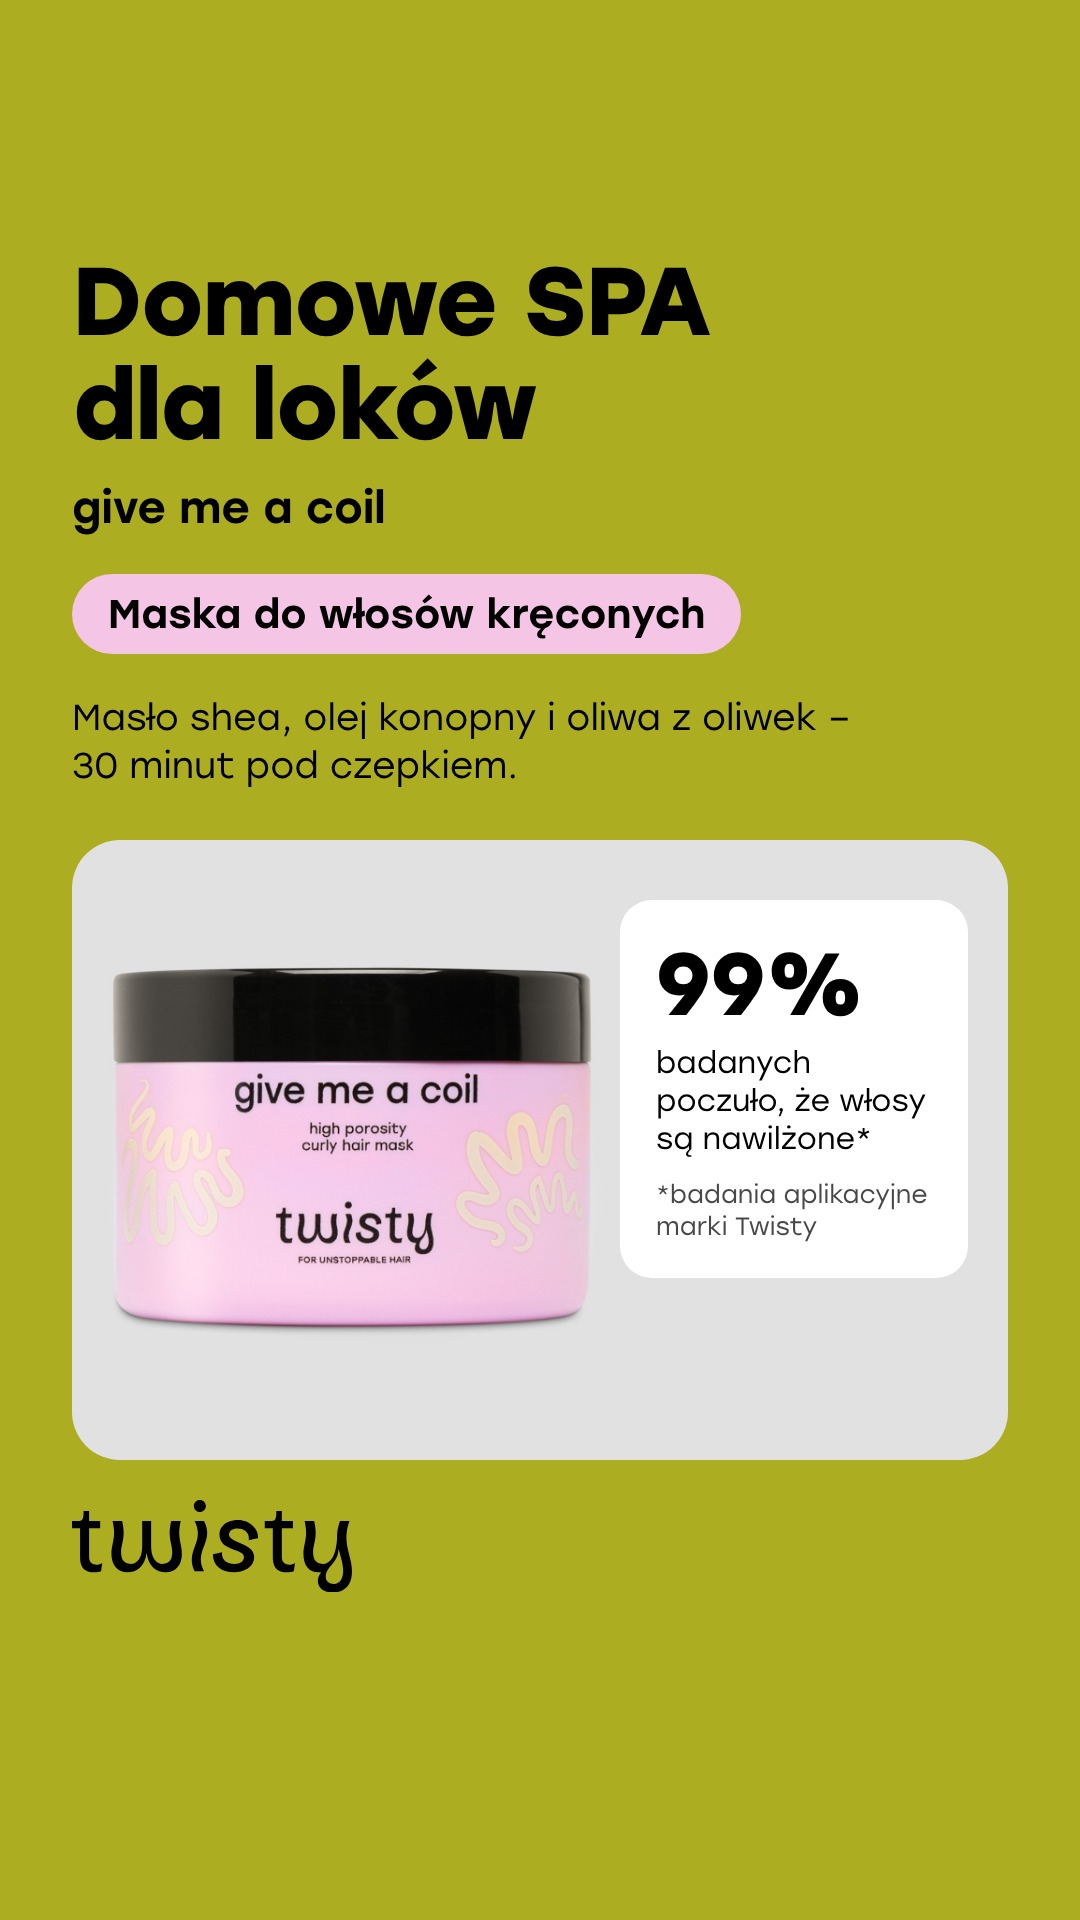 Domowe SPA
dla loków
give me a coil
Maska do włosów kręconych
Masło shea, olej konopny i oliwa z oliwek –
30 minut pod czepkiem.
give me a coil
high porosity
curly hair mask
twisty
FOR UNSTOPPABLE HAIR
99%
badanych
poczuło, że włosy
są nawilżone*
*badania aplikacyjne
marki Twisty
twisty